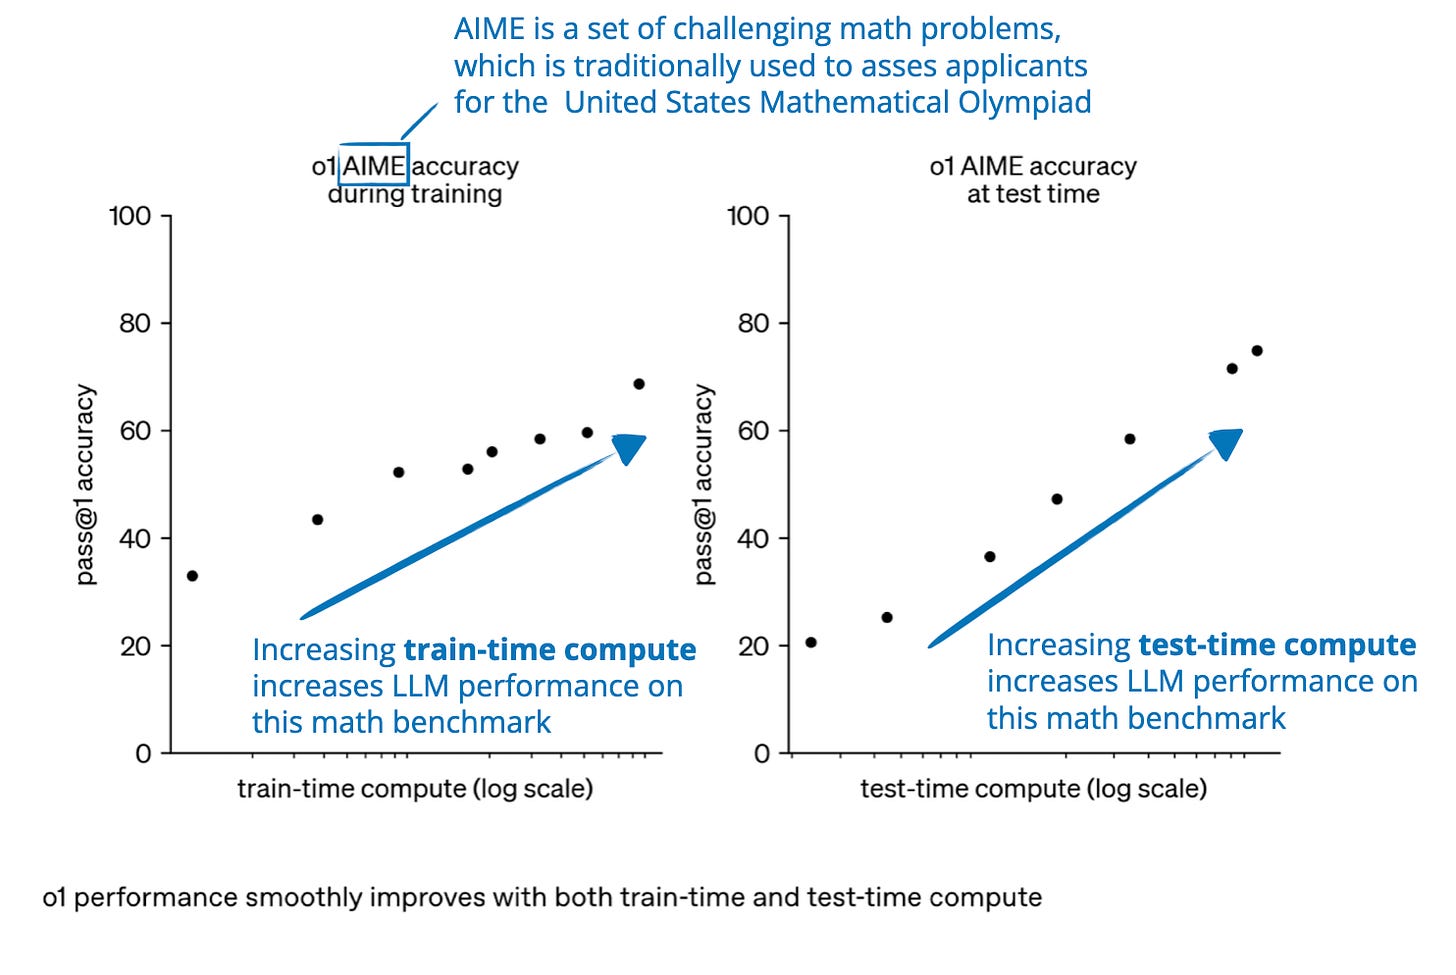 AIME is a set of challenging math problems,
which is traditionally used to asses applicants
for the United States Mathematical Olympiad
o1 AIME accuracy
during training
100
80
60
40
20
0
pass@1 accuracy
Increasing train-time compute
increases LLM performance on
this math benchmark
train-time compute (log scale)
o1 AIME accuracy
at test time
100
80
60
40
20
0
pass@1 accuracy
Increasing test-time compute
increases LLM performance on
this math benchmark
test-time compute (log scale)
o1 performance smoothly improves with both train-time and test-time compute